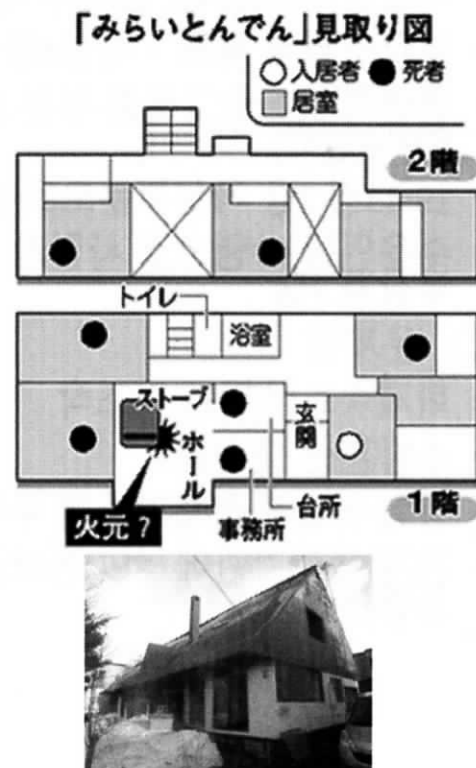 「みらいとんでん」見取り図
入居者 死者
居室
2階
トイレ
浴室
ストーブ
ホール
玄関
台所
事務所
1階
火元?